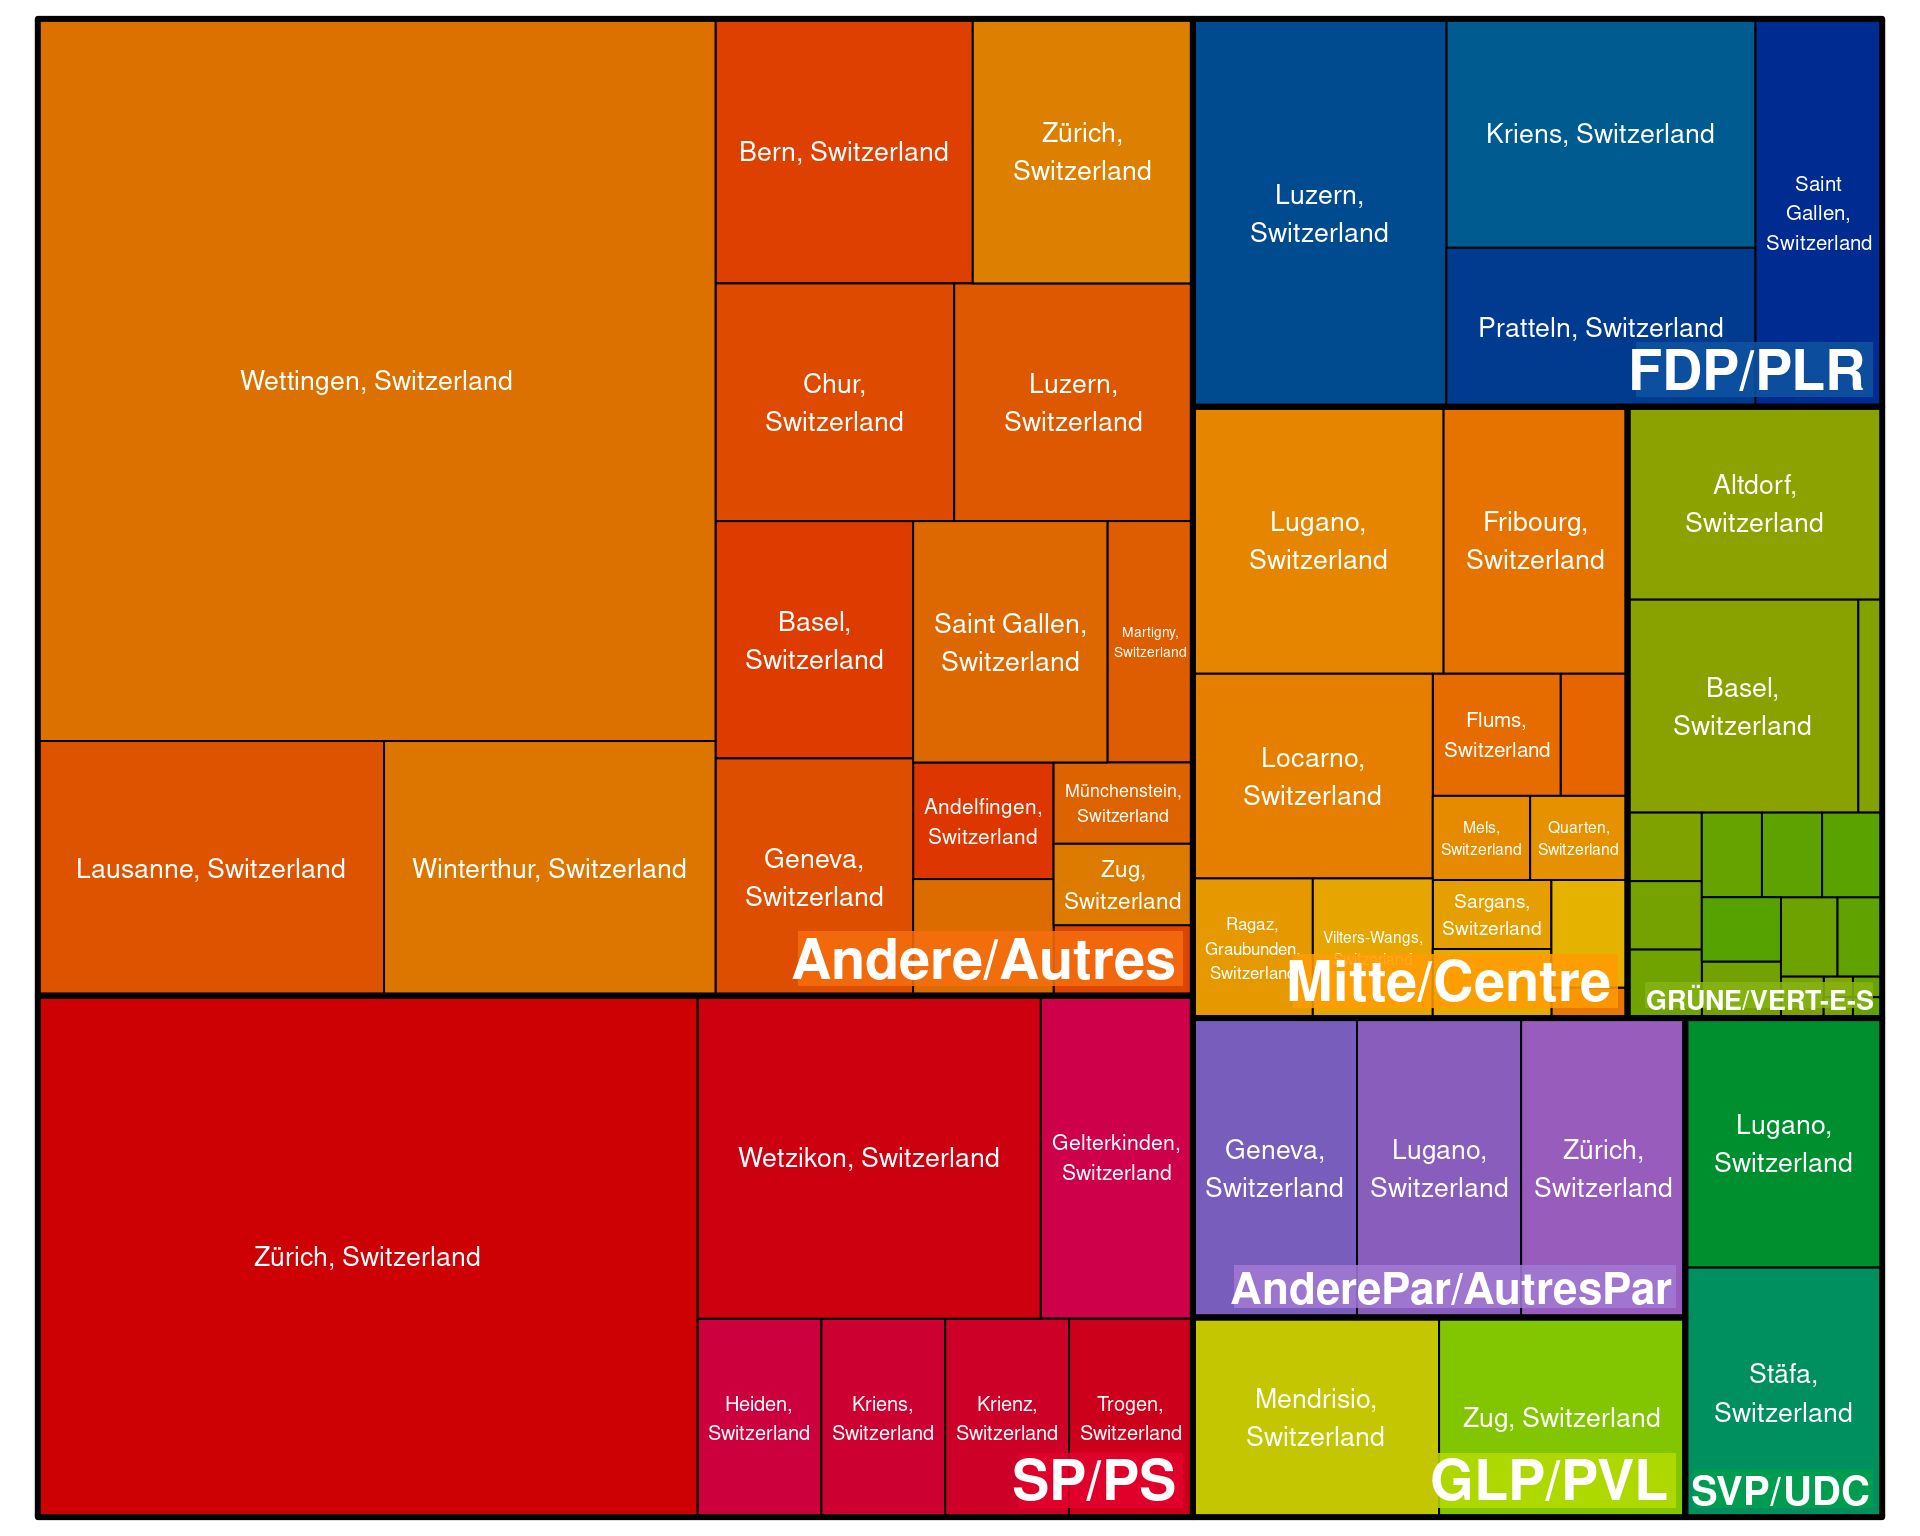 Wettingen, Switzerland
Lausanne, Switzerland
Winterthur, Switzerland
Bern, Switzerland
Zürich,
Switzerland
Chur,
Switzerland
Luzern,
Switzerland
Basel,
Switzerland
Saint Gallen,
Switzerland
Martigny,
Switzerland
Geneva,
Switzerland
Andelfingen,
Switzerland
Münchenstein,
Switzerland
Zug,
Switzerland
Andere/Autres
Zürich, Switzerland
Wetzikon, Switzerland
Gelterkinden,
Switzerland
Heiden,
Switzerland
Kriens,
Switzerland
Krienz,
Switzerland
Trogen,
Switzerland
SP/PS
Luzern,
Switzerland
Kriens, Switzerland
Pratteln, Switzerland
Saint
Gallen,
Switzerland
FDP/PLR
Lugano,
Switzerland
Fribourg,
Switzerland
Locarno,
Switzerland
Flums,
Switzerland
Mels,
Switzerland
Quarten,
Switzerland
Ragaz,
Graubunden,
Switzerland
Vilters-Wangs,
Switzerland
Sargans,
Switzerland
Mitte/Centre
Altdorf,
Switzerland
Basel,
Switzerland
GRÜNE/VERT-E-S
Geneva,
Switzerland
Lugano,
Switzerland
Zürich,
Switzerland
AnderePar/AutresPar
Mendrisio,
Switzerland
Zug, Switzerland
GLP/PVL
Lugano,
Switzerland
Stäfa,
Switzerland
SVP/UDC